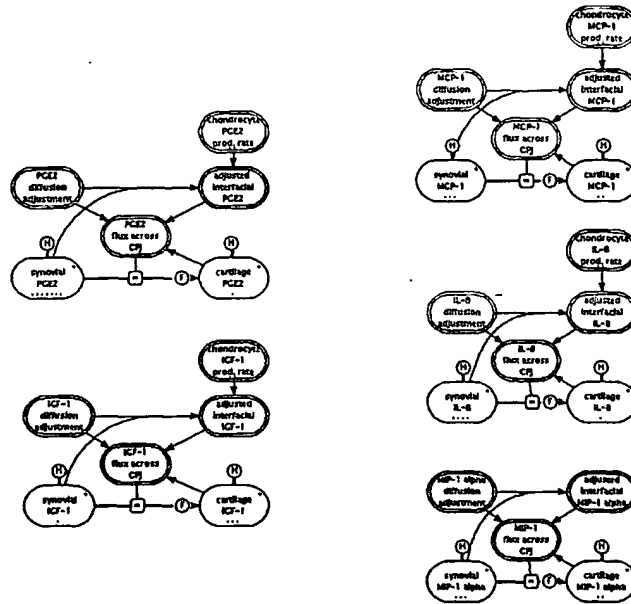 Chondrocyte
PGE2
prod. rate
PGE2
diffusion
adjustment
adjusted
interfacial
PGE2
PGE2
flux across
CPJ
H
H
synovial
PGE2
=
F
cartilage
PGE2
Chondrocyte
IGF-1
prod. rate
IGF-1
diffusion
adjustment
adjusted
interfacial
IGF-1
IGF-1
flux across
CPJ
H
H
synovial
IGF-1
=
F
cartilage
IGF-1
Chondrocyte
MCP-1
prod. rate
MCP-1
diffusion
adjustment
adjusted
interfacial
MCP-1
MCP-1
flux across
CPJ
H
H
synovial
MCP-1
=
F
cartilage
MCP-1
Chondrocyte
IL-8
prod. rate
IL-8
diffusion
adjustment
adjusted
interfacial
IL-8
IL-8
flux across
CPJ
H
H
synovial
IL-8
=
F
cartilage
IL-8
MIP-1 alpha
diffusion
adjustment
adjusted
interfacial
MIP-1 alpha
MIP-1
flux across
CPJ
H
H
synovial
MIP-1 alpha
=
F
cartilage
MIP-1 alpha